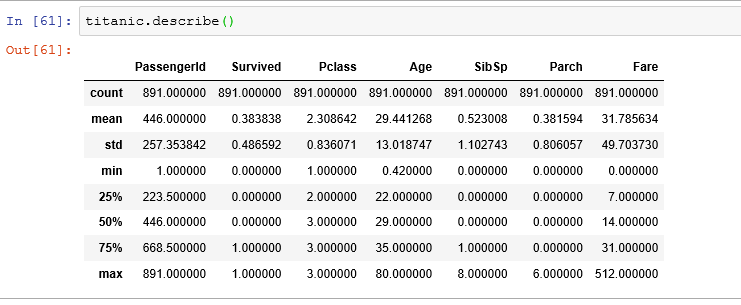 In [61]: titanic.describe()
Out[61]:
PassengerId Survived Pclass Age SibSp Parch Fare
count 891.000000 891.000000 891.000000 891.000000 891.000000 891.000000 891.000000
mean 446.000000 0.383838 2.308642 29.441268 0.523008 0.381594 31.785634
std 257.353842 0.486592 0.836071 13.018747 1.102743 0.806057 49.703730
min 1.000000 0.000000 1.000000 0.420000 0.000000 0.000000 0.000000
25% 223.500000 0.000000 2.000000 22.000000 0.000000 0.000000 7.000000
50% 446.000000 0.000000 3.000000 29.000000 0.000000 0.000000 14.000000
75% 668.500000 1.000000 3.000000 35.000000 1.000000 0.000000 31.000000
max 891.000000 1.000000 3.000000 80.000000 8.000000 6.000000 512.000000